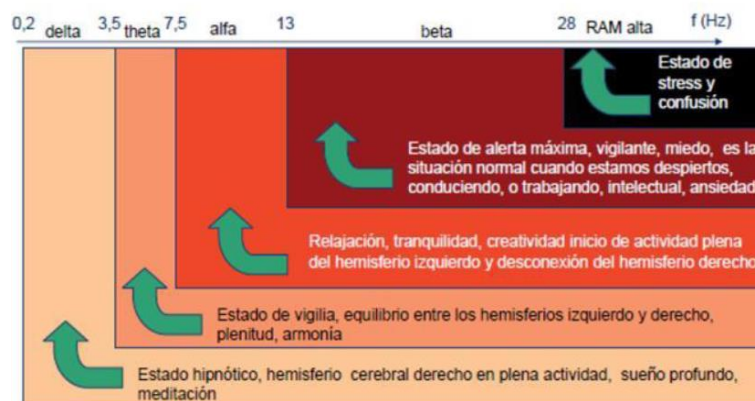 0,2 delta 3,5 theta 7,5 alfa 13 beta 28 RAM alta f (Hz)
Estado de
stress y
confusión
Estado de alerta máxima, vigilante, miedo, es la
situación normal cuando estamos despiertos,
conduciendo, o trabajando, intelectual, ansiedad
Relajación, tranquilidad, creatividad inicio de actividad plena
del hemisferio izquierdo y desconexión del hemisferio derecho
Estado de vigilia, equilibrio entre los hemisferios izquierdo y derecho,
plenitud, armonía
Estado hipnótico, hemisferio cerebral derecho en plena actividad, sueño profundo,
meditación